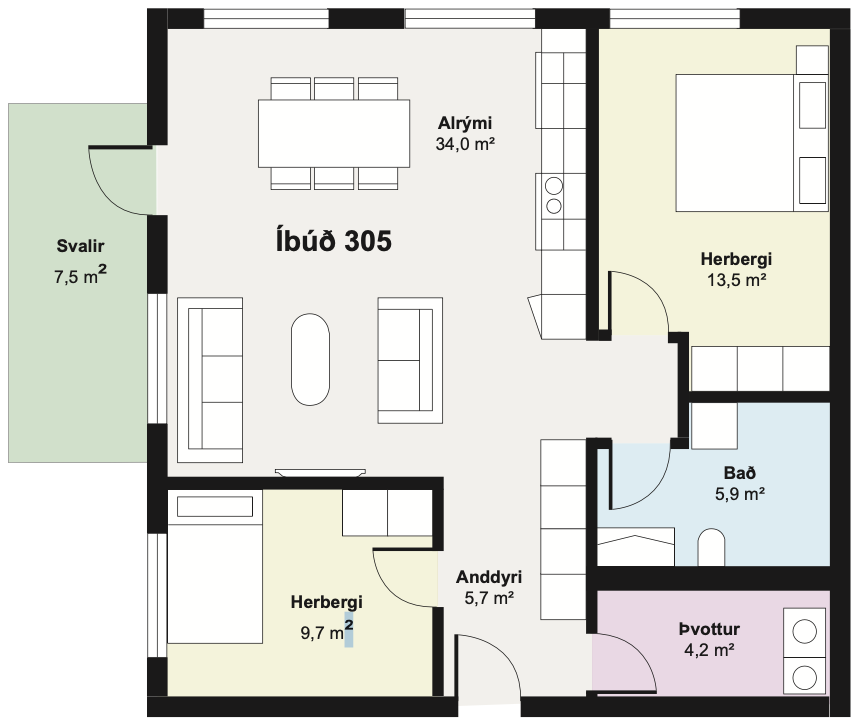 Alrými
34,0 m²
Íbúð 305
Svalir
7,5 m²
Herbergi
13,5 m²
Bað
5,9 m²
Anddyri
5,7 m²
Herbergi
9,7 m²
Þvottur
4,2 m²